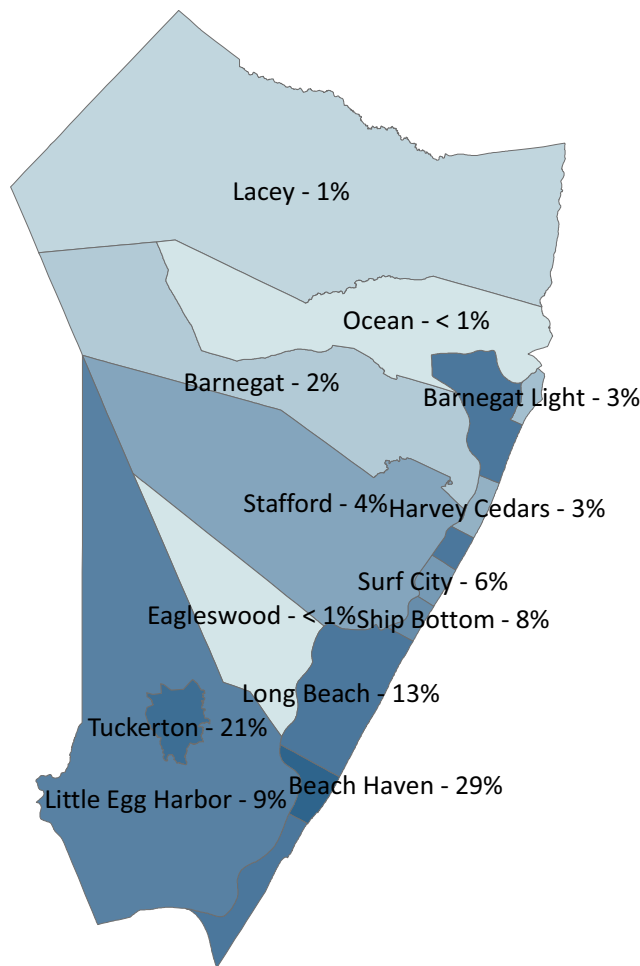 Lacey - 1%
Ocean - < 1%
Barnegat - 2%
Barnegat Light - 3%
Stafford - 4%
Harvey Cedars - 3%
Surf City - 6%
Eagleswood - < 1%
Ship Bottom - 8%
Long Beach - 13%
Tuckerton - 21%
Beach Haven - 29%
Little Egg Harbor - 9%